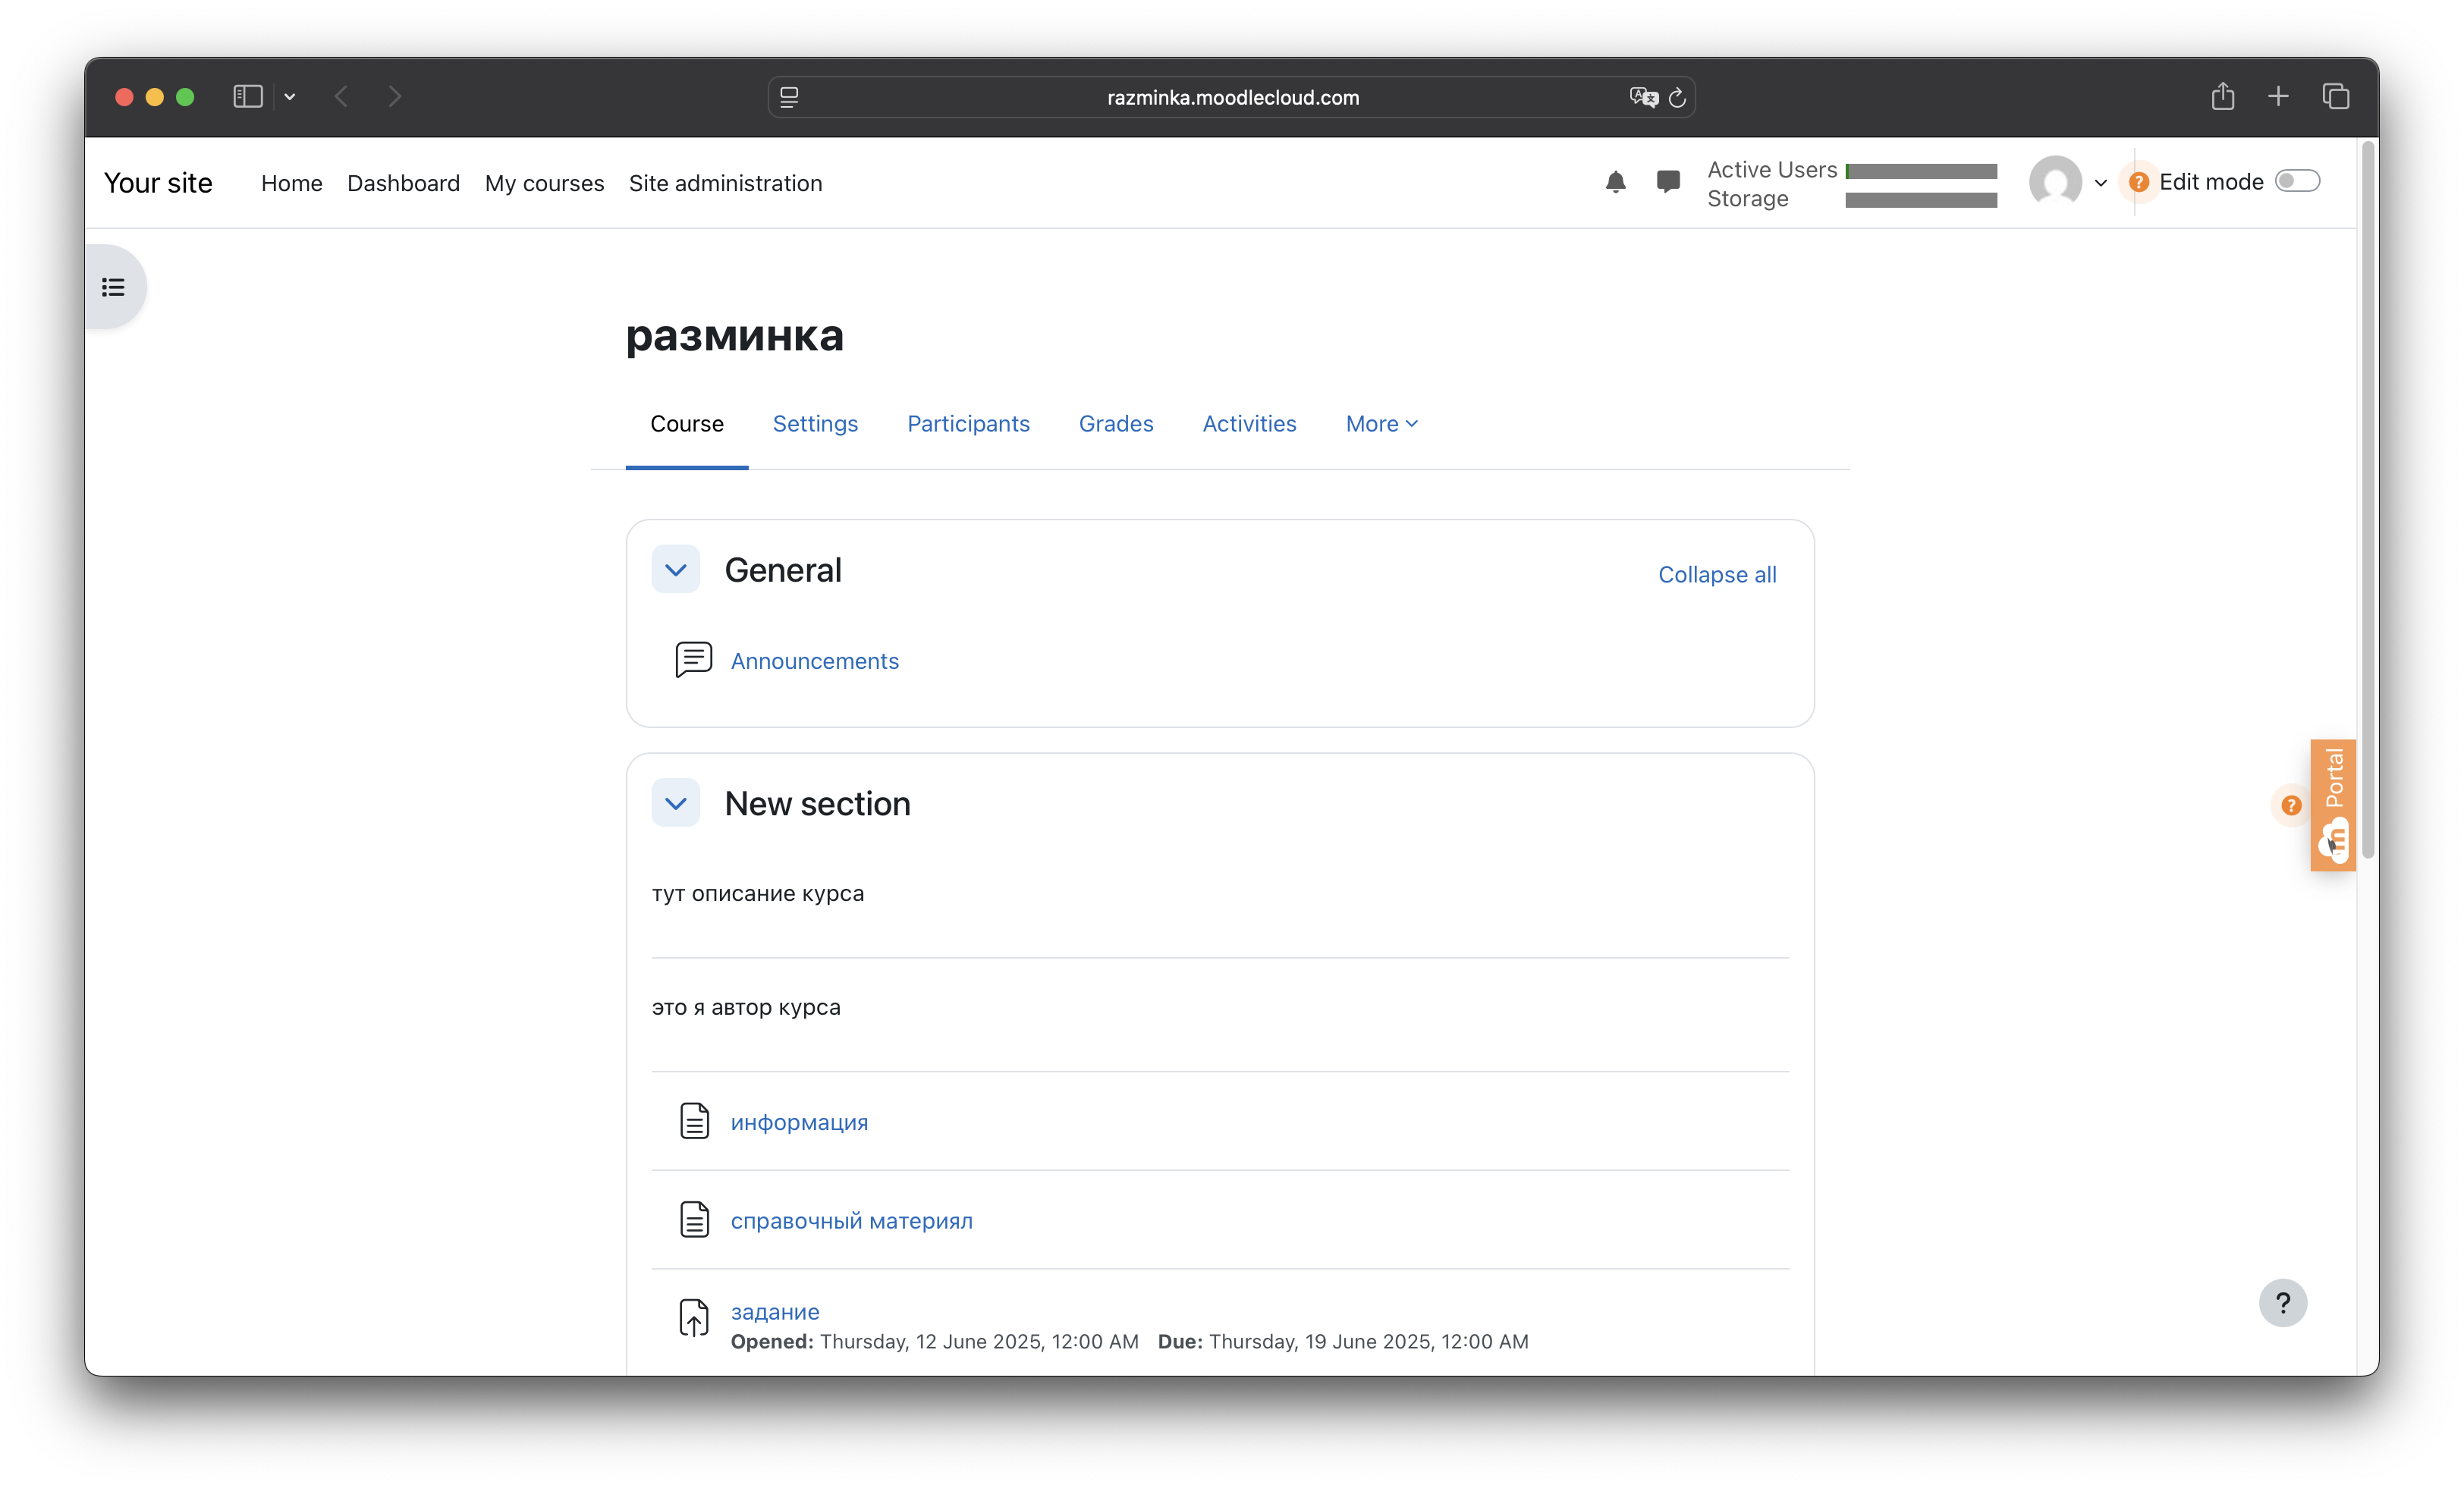 razminka.moodlecloud.com
Your site Home Dashboard My courses Site administration Active Users Storage ? Edit mode
разминка
Course Settings Participants Grades Activities More
General Collapse all
Announcements
New section
? Portal
тут описание курса
это я автор курса
информация
справочный материял
задание
Opened: Thursday, 12 June 2025, 12:00 AM Due: Thursday, 19 June 2025, 12:00 AM
?